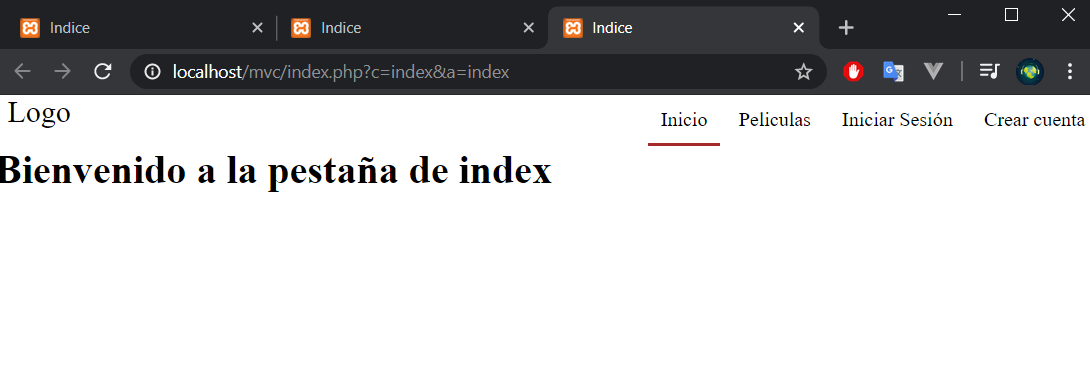 Indice Indice Indice
localhost/mvc/index.php?c=index&a=index
Logo Inicio Peliculas Iniciar Sesión Crear cuenta
Bienvenido a la pestaña de index